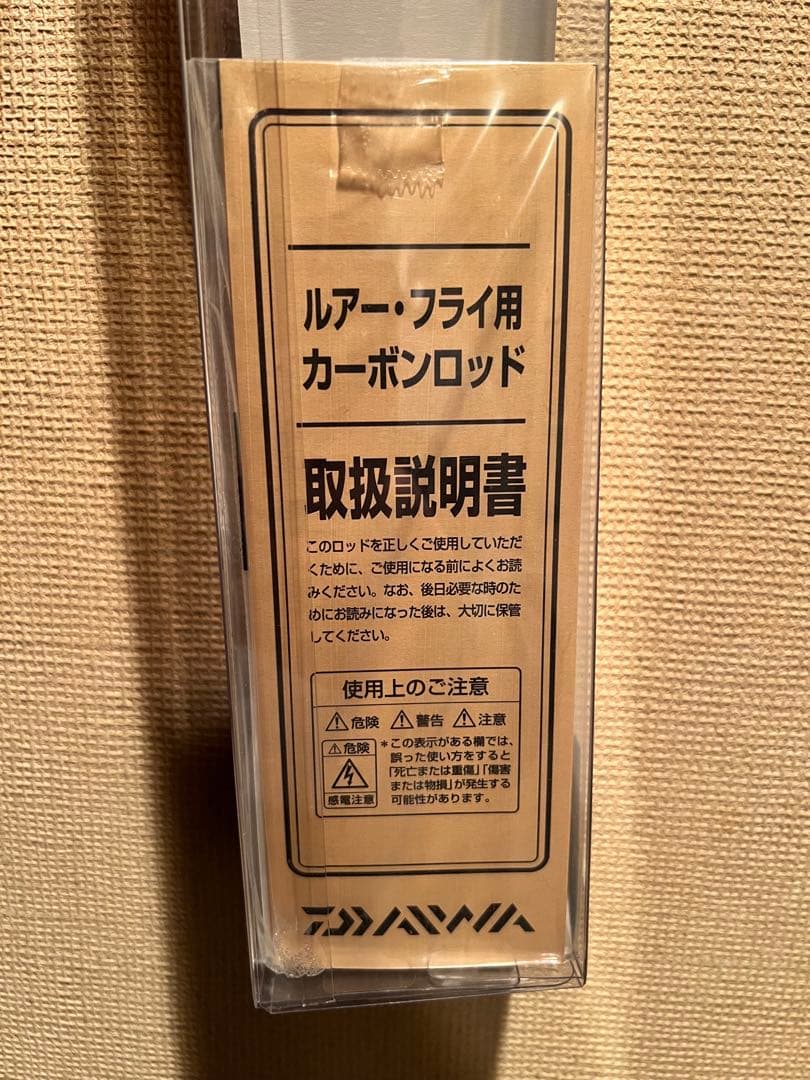 ルアー・フライ用
カーボンロッド
取扱説明書
このロッドを正しくご使用していただ
くために、ご使用になる前によくお読
みください。なお、後日必要な時のた
めにお読みになった後は、大切に保管
してください。
使用上のご注意
⚠危険 ⚠警告 ⚠注意
⚠危険
感電注意
*この表示がある欄では、
誤った使い方をすると
「死亡または重傷」「傷害
または物損」が発生する
可能性があります。
DAIWA